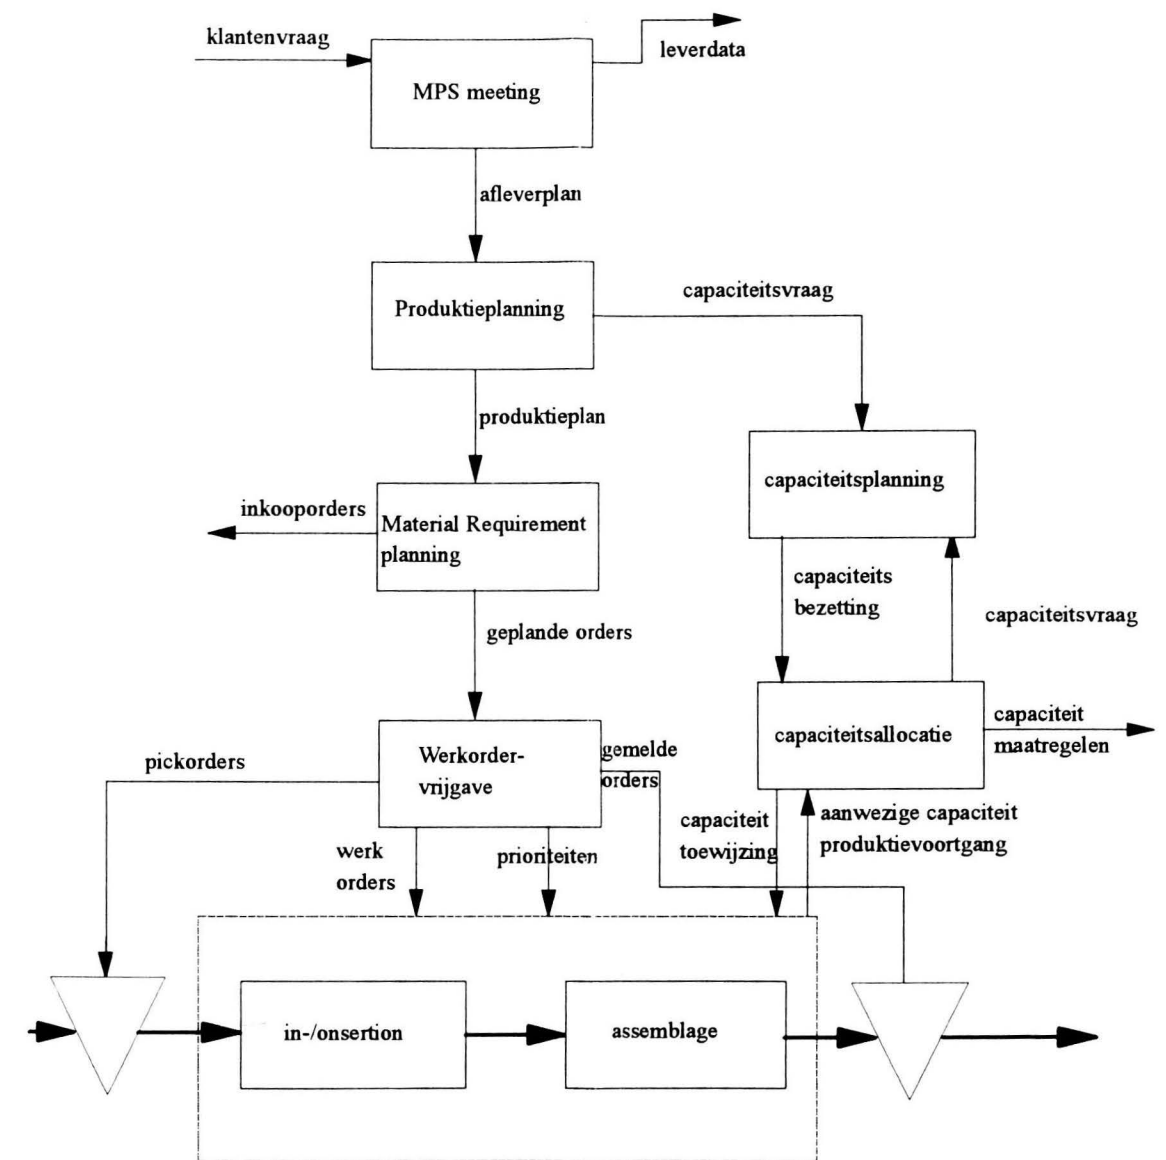 klantenvraag
leverdata
MPS meeting
afleverplan
capaciteitsvraag
Produktieplanning
produktieplan
capaciteitsplanning
inkooporders
Material Requirement
planning
capaciteits
bezetting
capaciteitsvraag
geplande orders
capaciteit
maatregelen
capaciteitsallocatie
Werkorder-
vrijgave
gemelde
orders
pickorders
capaciteit
toewijzing
aanwezige capaciteit
produktievoortgang
werk
orders
prioriteiten
in-/onsertion
assemblage